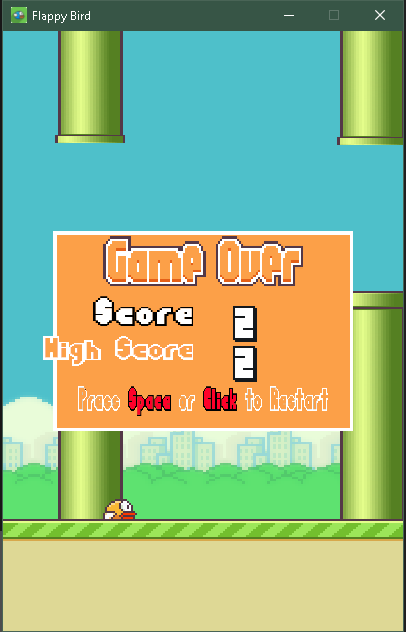 Flappy Bird
Game Over
Score 2
High Score 2
Press Space or Click to Restart